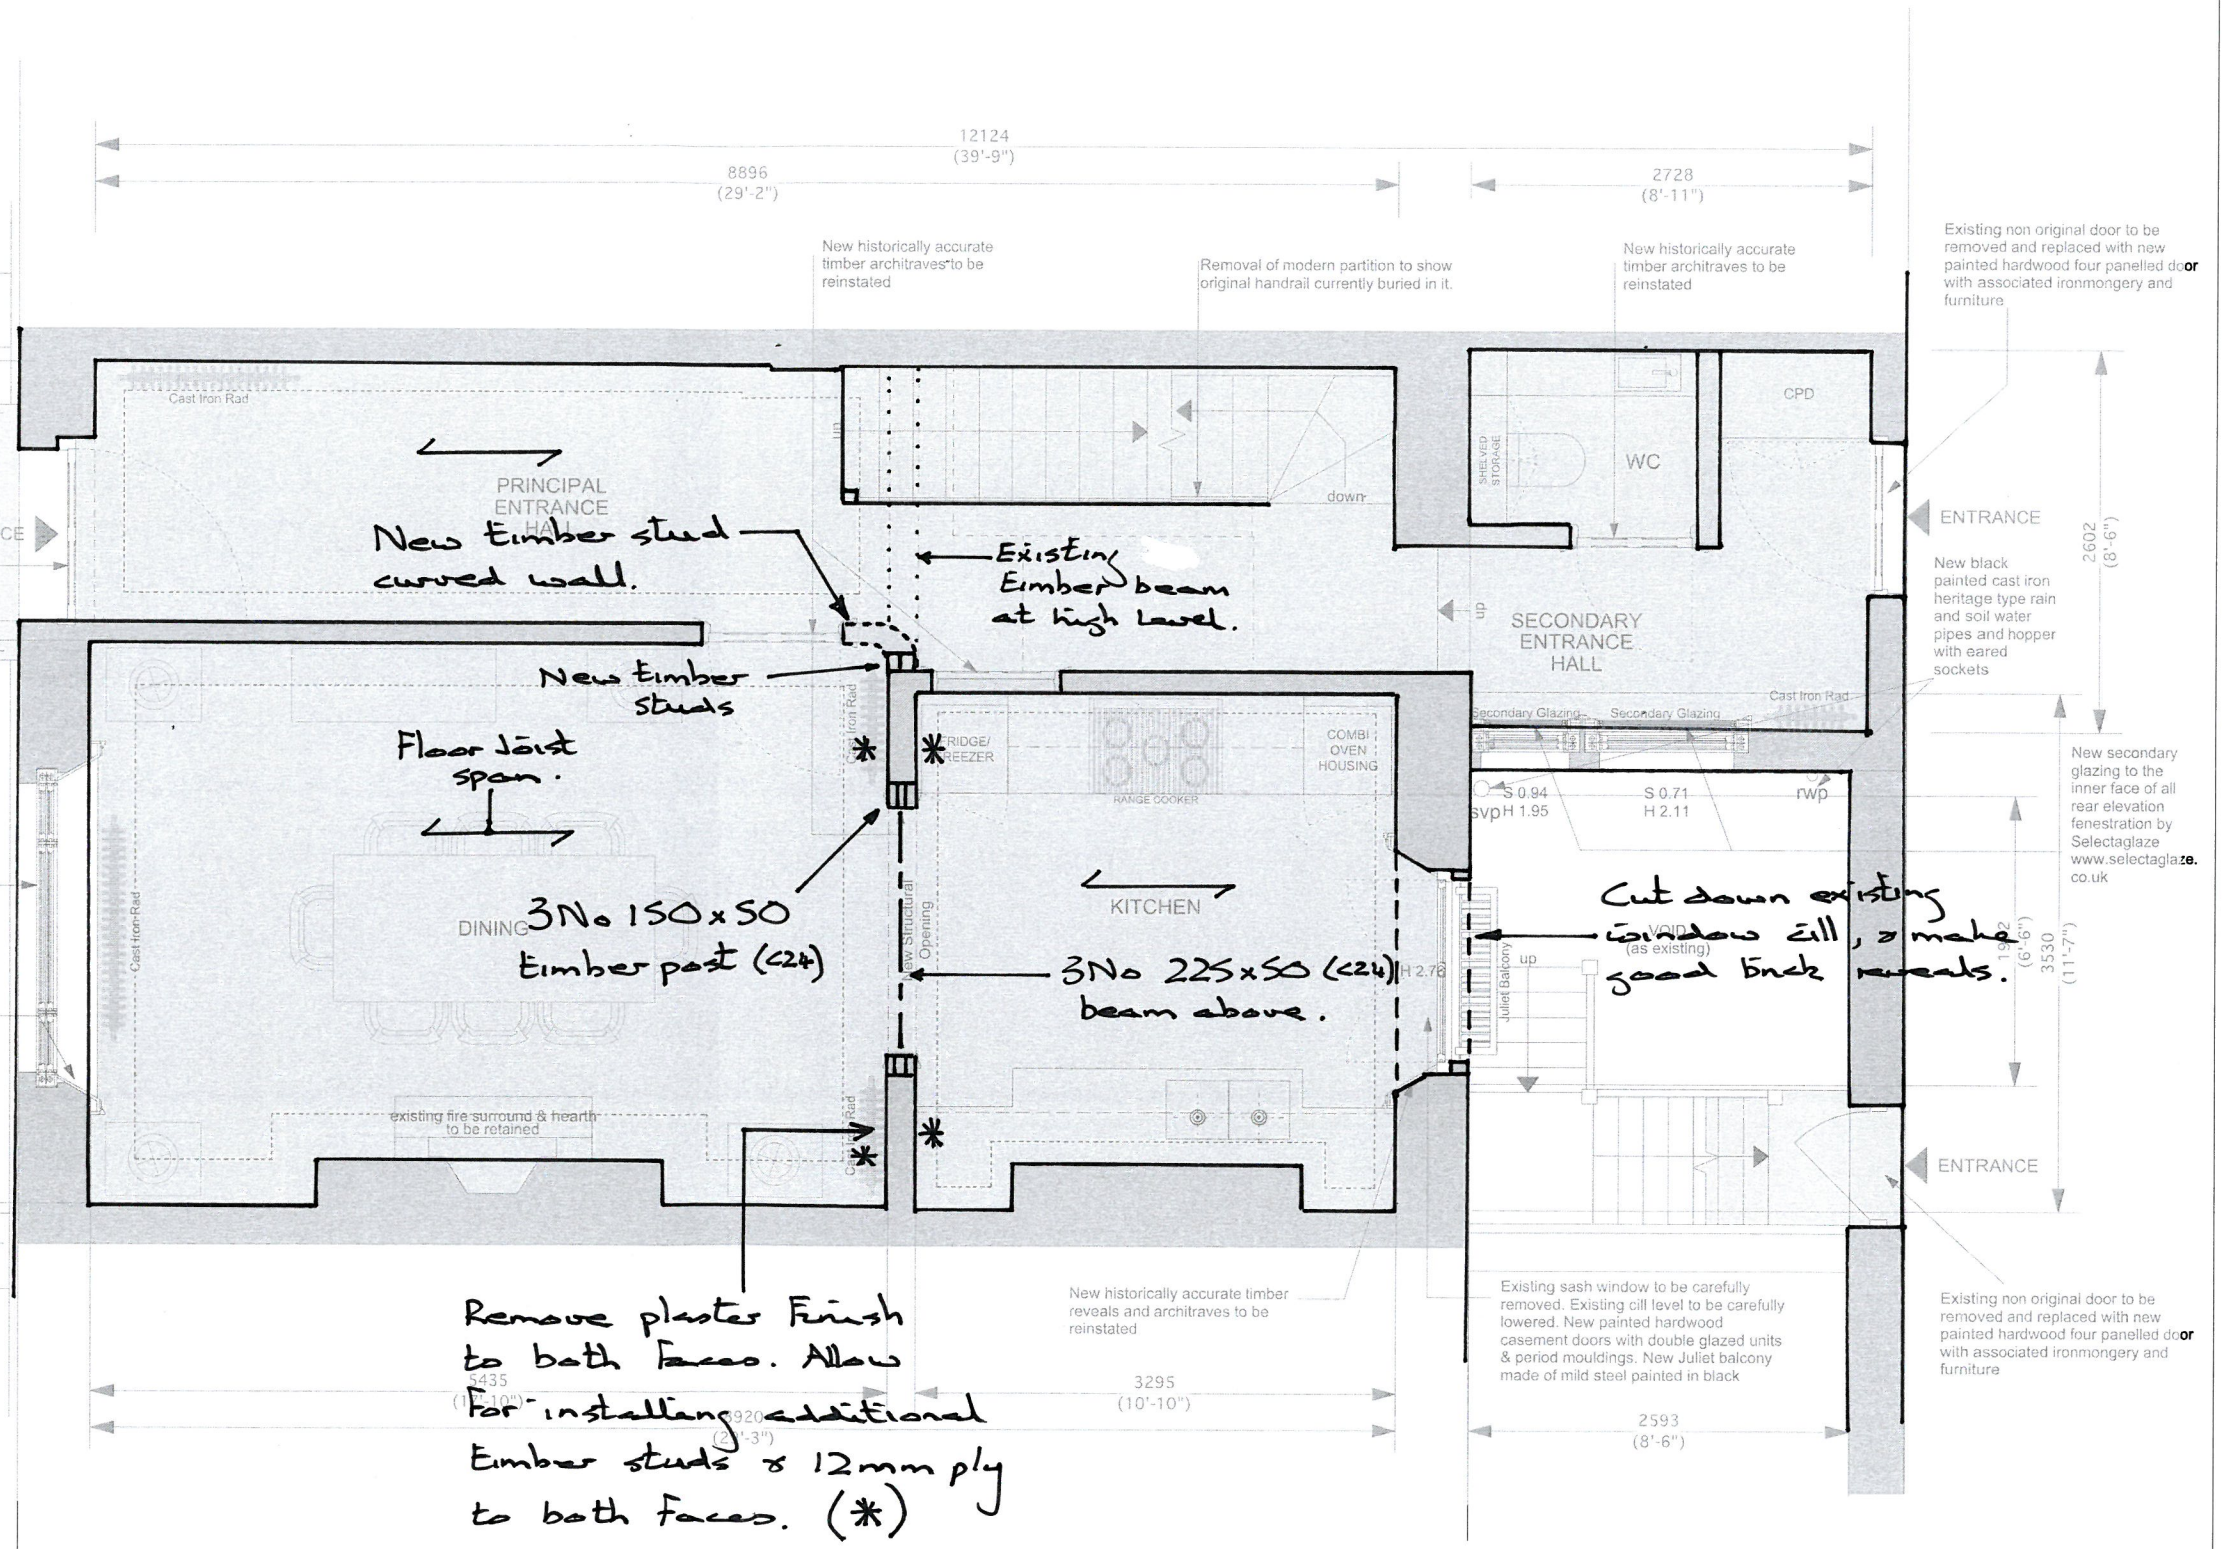 12124
(39'-9")
8896
(29'-2")
2728
(8'-11")
New historically accurate
timber architraves to be
reinstated
Removal of modern partition to show
original handrail currently buried in it.
New historically accurate
timber architraves to be
reinstated
Existing non original door to be
removed and replaced with new
painted hardwood four panelled door
with associated ironmongery and
furniture
Cast Iron Rad
up
PRINCIPAL
ENTRANCE
HALL
down
SHELVED
STORAGE
WC
CPD
CE
ENTRANCE
2602
(8'-6")
New timber stud
curved wall.
Existing
timber beam
at high level.
up
SECONDARY
ENTRANCE
HALL
New black
painted cast iron
heritage type rain
and soil water
pipes and hopper
with eared
sockets
New timber
studs
Cast Iron Rad
Cast Iron Rad
Secondary Glazing
Secondary Glazing
Floor Joist
span.
*
*
FRIDGE/
FREEZER
RANGE COOKER
COMBI
OVEN
HOUSING
S 0.94
H 1.95
S 0.71
H 2.11
svp
rwp
New secondary
glazing to the
inner face of all
rear elevation
fenestration by
Selectaglaze
www.selectaglaze.
co.uk
Cast Iron Rad
DINING
3No 150x50
timber post (C24)
New Structural
Opening
KITCHEN
3No 225x50 (C24)
beam above.
H 2.76
Juliet Balcony
up
VOID
(as existing)
Cut down existing
window cill, & make
good brick reveals.
1982
(6'-6")
3530
(11'-7")
existing fire surround & hearth
to be retained
Cast Iron Rad
*
*
ENTRANCE
Remove plaster Finish
to both Faces. Allow
For installing additional
timber studs & 12mm ply
to both Faces. (*)
New historically accurate timber
reveals and architraves to be
reinstated
Existing sash window to be carefully
removed. Existing cill level to be carefully
lowered. New painted hardwood
casement doors with double glazed units
& period mouldings. New Juliet balcony
made of mild steel painted in black
Existing non original door to be
removed and replaced with new
painted hardwood four panelled door
with associated ironmongery and
furniture
5435
(17'-10")
3295
(10'-10")
2593
(8'-6")